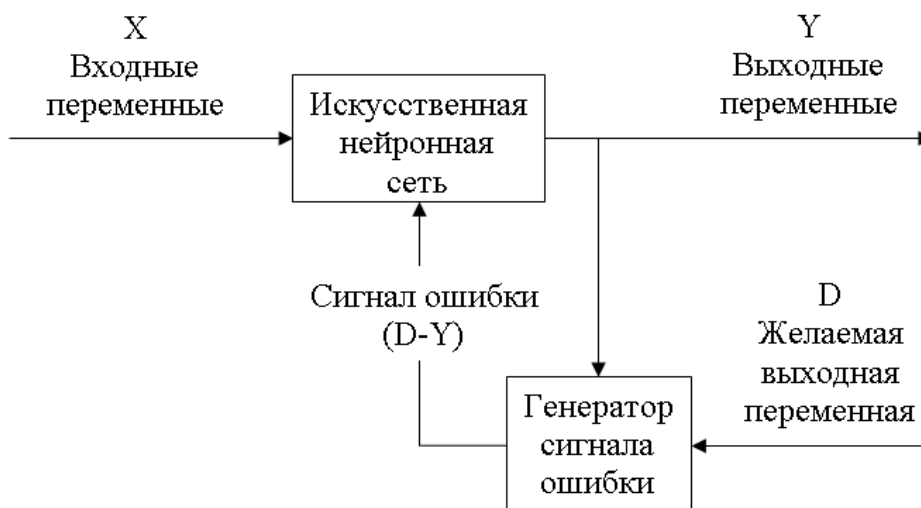 X
Входные
переменные
Искусственная
нейронная
сеть
Y
Выходные
переменные
Сигнал ошибки
(D-Y)
D
Желаемая
выходная
переменная
Генератор
сигнала
ошибки